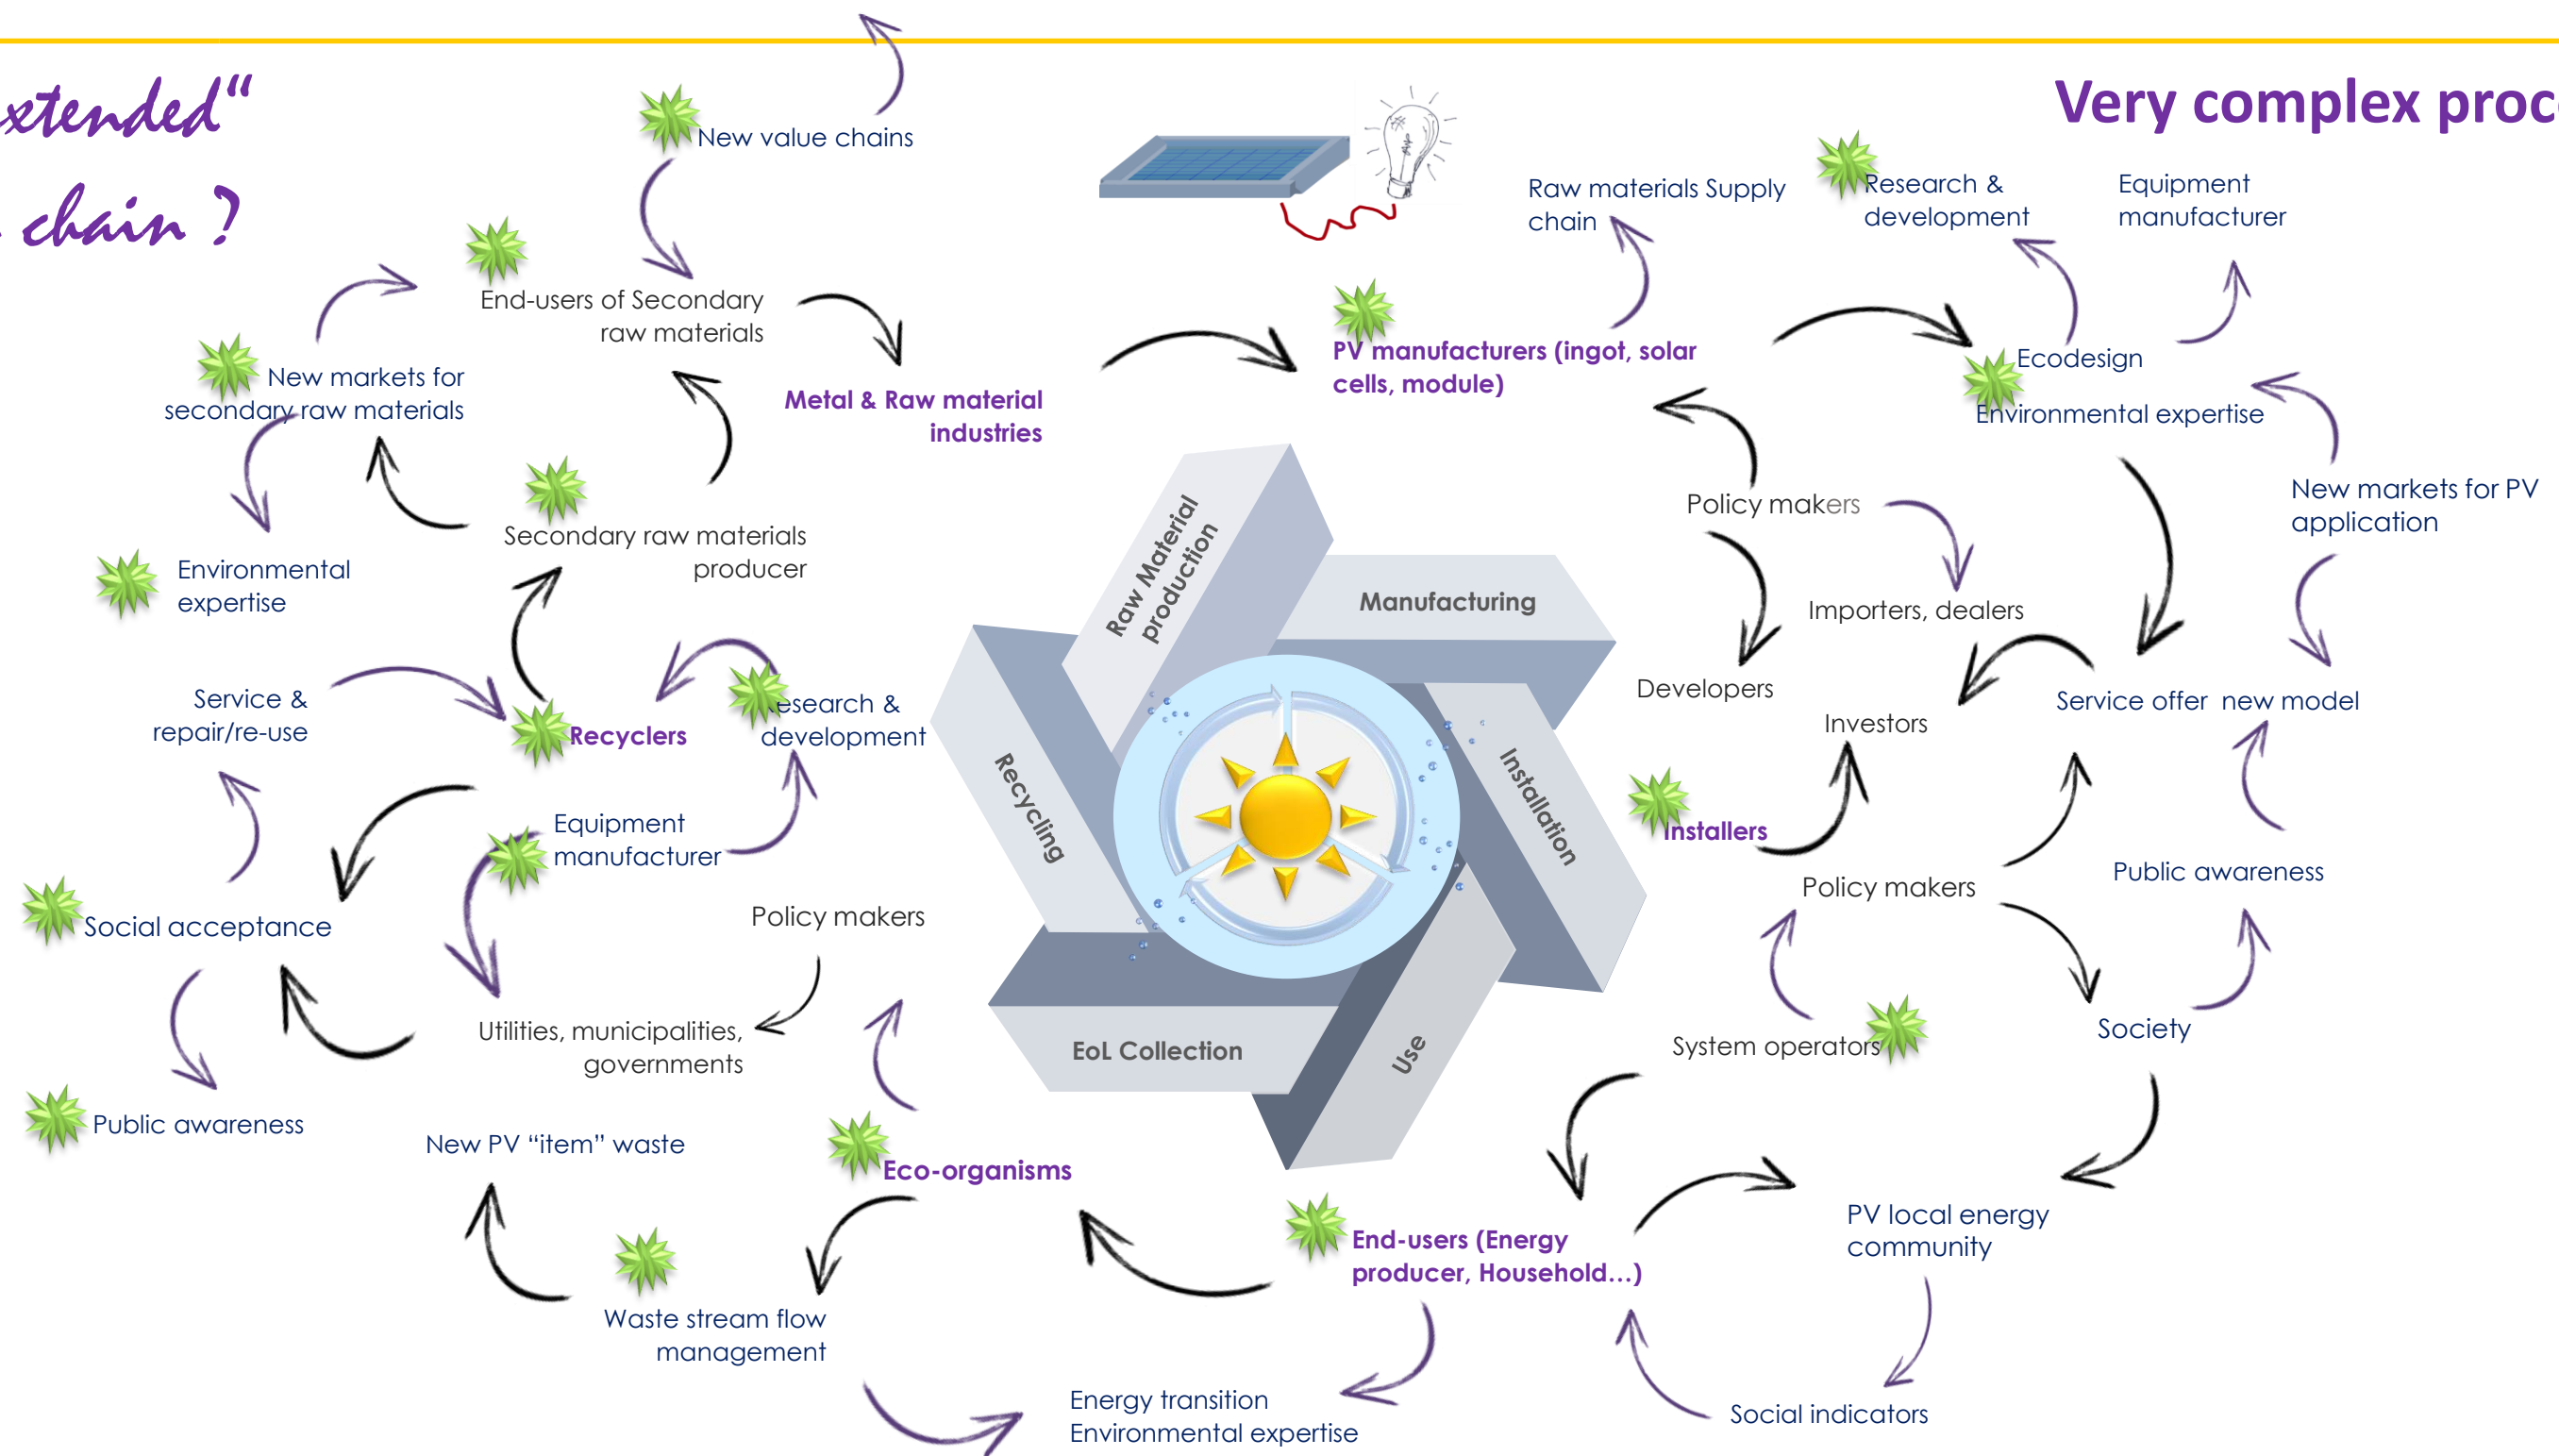 xtended“
chain ?
Very complex proc
New value chains
Raw materials Supply
chain
Research &
development
Equipment
manufacturer
End-users of Secondary
raw materials
PV manufacturers (ingot, solar
cells, module)
Ecodesign
Environmental expertise
New markets for
secondary raw materials
Metal & Raw material
industries
Policy makers
New markets for PV
application
Secondary raw materials
producer
Environmental
expertise
Raw Material
production
Manufacturing
Importers, dealers
Developers
Investors
Service offer new model
Service &
repair/re-use
Recyclers
esearch &
development
Recycling
Installation
Installers
Equipment
manufacturer
Policy makers
Public awareness
Social acceptance
Policy makers
Utilities, municipalities,
governments
EoL Collection
Use
System operators
Society
Public awareness
New PV “item” waste
Eco-organisms
End-users (Energy
producer, Household...)
PV local energy
community
Waste stream flow
management
Energy transition
Environmental expertise
Social indicators